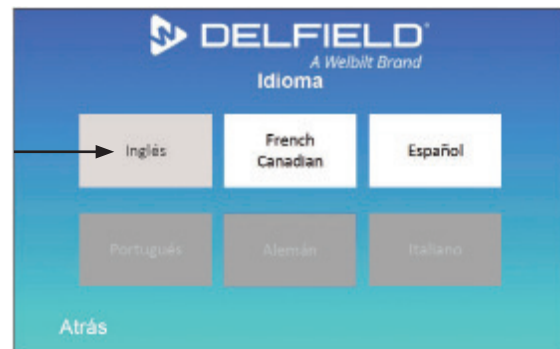 DELFIELD®
A Welbilt Brand
Idioma
Inglés
French
Canadian
Español
Portugués
Alemán
Italiano
Atrás